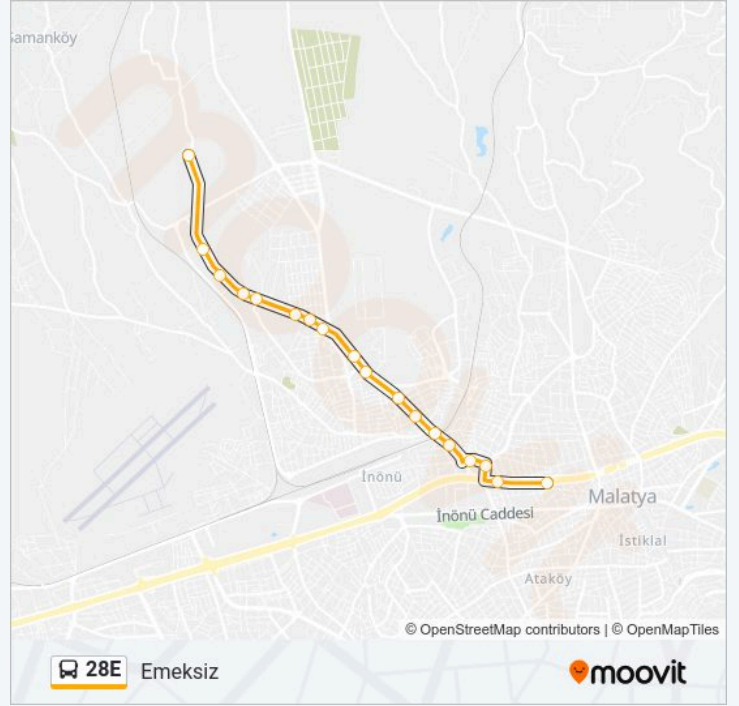 Samanköy
İnönü
Malatya
İnönü Caddesi
İstiklal
Ataköy
© OpenStreetMap contributors | © OpenMapTiles
28E Emeksiz
moovit